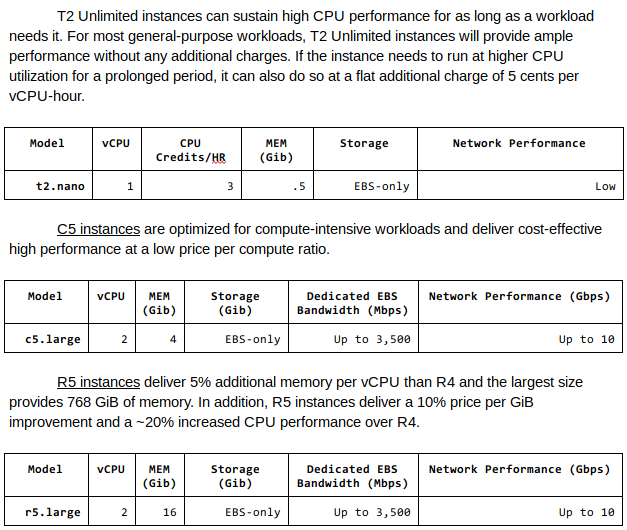 T2 Unlimited instances can sustain high CPU performance for as long as a workload
needs it. For most general-purpose workloads, T2 Unlimited instances will provide ample
performance without any additional charges. If the instance needs to run at higher CPU
utilization for a prolonged period, it can also do so at a flat additional charge of 5 cents per
vCPU-hour.
Model vCPU CPU Credits/HR MEM (Gib) Storage Network Performance
t2.nano 1 3 .5 EBS-only Low
C5 instances are optimized for compute-intensive workloads and deliver cost-effective
high performance at a low price per compute ratio.
Model vCPU MEM (Gib) Storage (Gib) Dedicated EBS Bandwidth (Mbps) Network Performance (Gbps)
c5.large 2 4 EBS-only Up to 3,500 Up to 10
R5 instances deliver 5% additional memory per vCPU than R4 and the largest size
provides 768 GiB of memory. In addition, R5 instances deliver a 10% price per GiB
improvement and a ~20% increased CPU performance over R4.
Model vCPU MEM (Gib) Storage (Gib) Dedicated EBS Bandwidth (Mbps) Network Performance (Gbps)
r5.large 2 16 EBS-only Up to 3,500 Up to 10